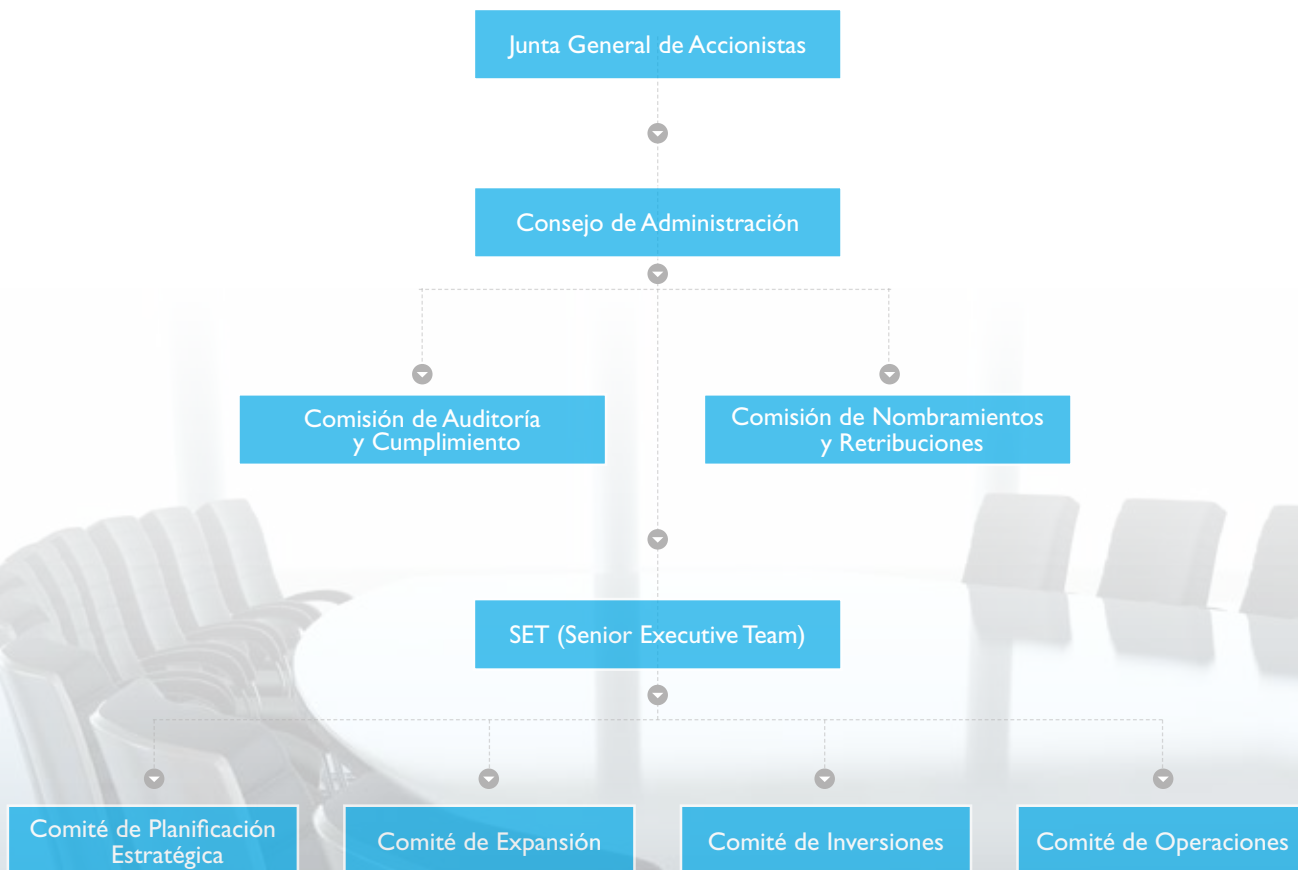 Junta General de Accionistas
Consejo de Administración
Comisión de Auditoría
y Cumplimiento
Comisión de Nombramientos
y Retribuciones
SET (Senior Executive Team)
Comité de Planificación
Estratégica
Comité de Expansión
Comité de Inversiones
Comité de Operaciones